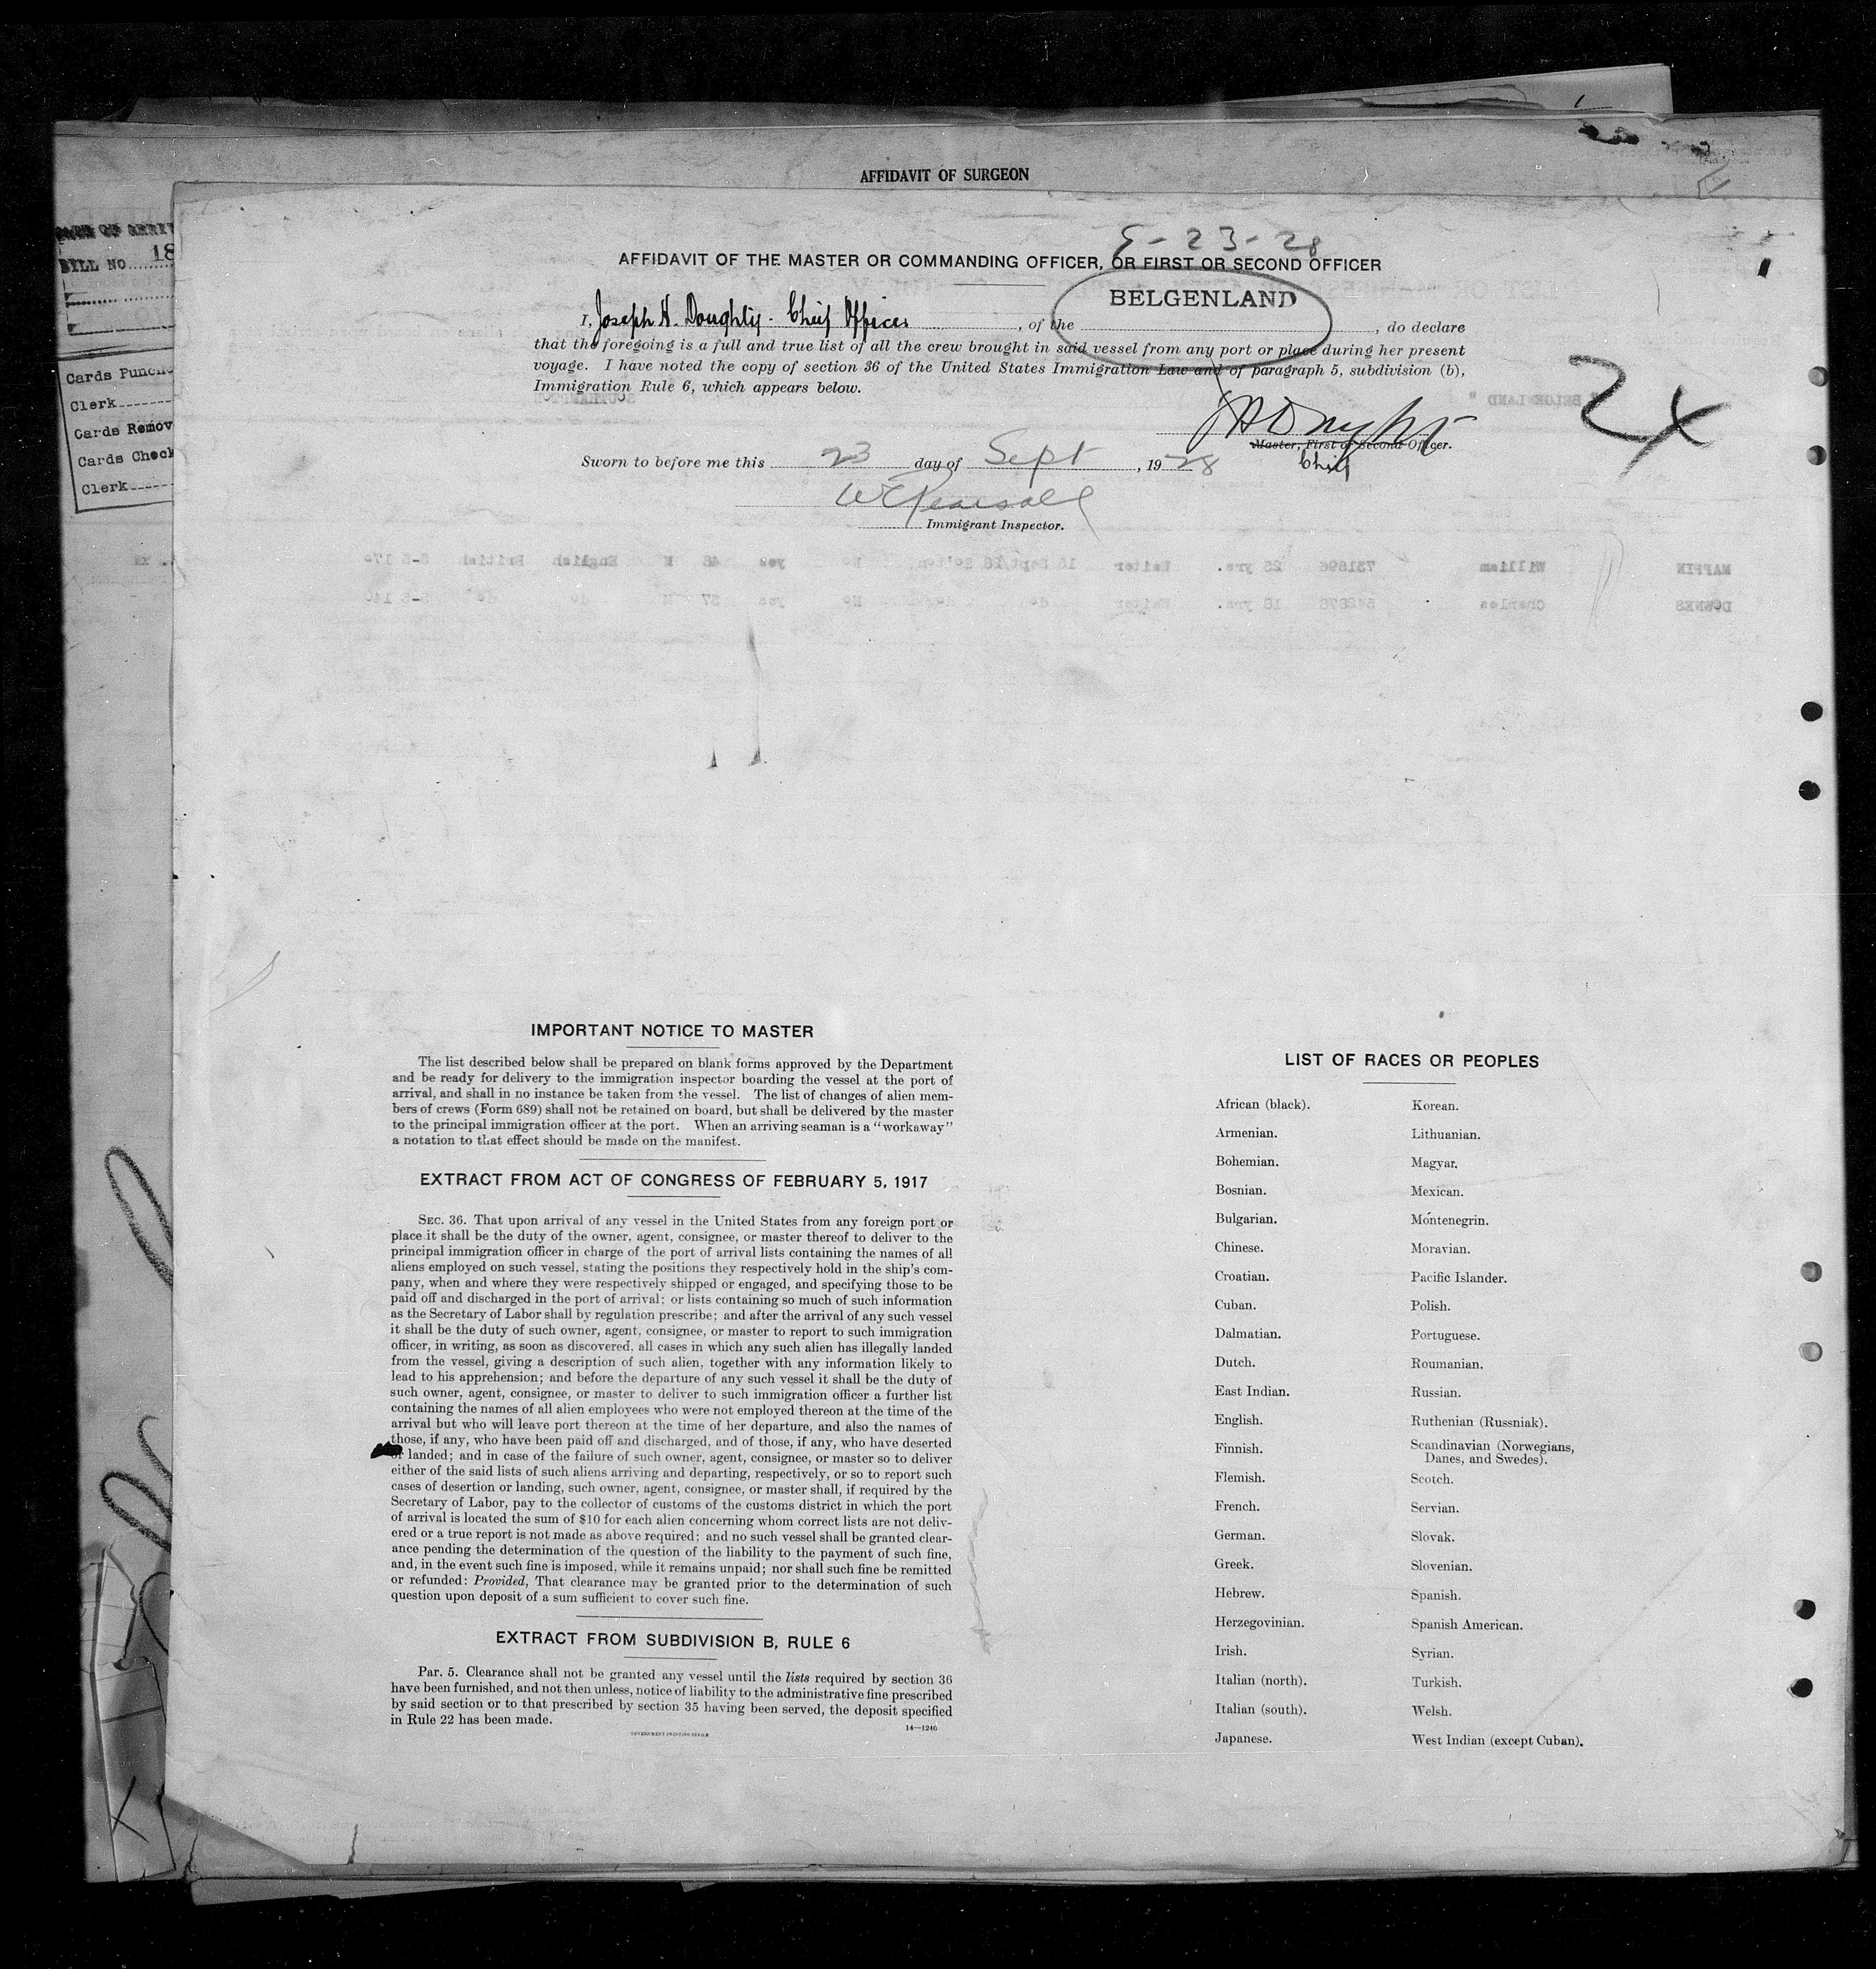 AFFIDAVIT OF SURGEON
BILL NO. 18
Cards Punch
Clerk
Cards Remov
Cards Check
Clerk
9-23-28
AFFIDAVIT OF THE MASTER OR COMMANDING OFFICER, OR FIRST OR SECOND OFFICER
BELGENLAND
I, Joseph H. Doughty - Chief Officer, of the , do declare
that the foregoing is a full and true list of all the crew brought in said vessel from any port or place during her present
voyage. I have noted the copy of section 36 of the United States Immigration Law and of paragraph 5, subdivision (b),
Immigration Rule 6, which appears below.
24
Master, First or Second Officer.
Chief
Sworn to before me this 23 day of Sept, 1928
Immigrant Inspector.
IMPORTANT NOTICE TO MASTER
The list described below shall be prepared on blank forms approved by the Department
and be ready for delivery to the immigration inspector boarding the vessel at the port of
arrival, and shall in no instance be taken from the vessel. The list of changes of alien mem-
bers of crews (Form 689) shall not be retained on board, but shall be delivered by the master
to the principal immigration officer at the port. When an arriving seaman is a "workaway"
a notation to that effect should be made on the manifest.
EXTRACT FROM ACT OF CONGRESS OF FEBRUARY 5, 1917
SEC. 36. That upon arrival of any vessel in the United States from any foreign port or
place it shall be the duty of the owner, agent, consignee, or master thereof to deliver to the
principal immigration officer in charge of the port of arrival lists containing the names of all
aliens employed on such vessel, stating the positions they respectively hold in the ship's com-
pany, when and where they were respectively shipped or engaged, and specifying those to be
paid off and discharged in the port of arrival; or lists containing so much of such information
as the Secretary of Labor shall by regulation prescribe; and after the arrival of any such vessel
it shall be the duty of such owner, agent, consignee, or master to report to such immigration
officer, in writing, as soon as discovered, all cases in which any such alien has illegally landed
from the vessel, giving a description of such alien, together with any information likely to
lead to his apprehension; and before the departure of any such vessel it shall be the duty of
such owner, agent, consignee, or master to deliver to such immigration officer a further list
containing the names of all alien employees who were not employed thereon at the time of the
arrival but who will leave port thereon at the time of her departure, and also the names of
those, if any, who have been paid off and discharged, and of those, if any, who have deserted
or landed; and in case of the failure of such owner, agent, consignee, or master so to deliver
either of the said lists of such aliens arriving and departing, respectively, or so to report such
cases of desertion or landing, such owner, agent, consignee, or master shall, if required by the
Secretary of Labor, pay to the collector of customs of the customs district in which the port
of arrival is located the sum of $10 for each alien concerning whom correct lists are not deliv-
ered or a true report is not made as above required; and no such vessel shall be granted clear-
ance pending the determination of the question of the liability to the payment of such fine,
and, in the event such fine is imposed, while it remains unpaid; nor shall such fine be remitted
or refunded: Provided, That clearance may be granted prior to the determination of such
question upon deposit of a sum sufficient to cover such fine.
EXTRACT FROM SUBDIVISION B, RULE 6
Par. 5. Clearance shall not be granted any vessel until the lists required by section 36
have been furnished, and not then unless, notice of liability to the administrative fine prescribed
by said section or to that prescribed by section 35 having been served, the deposit specified
in Rule 22 has been made.
GOVERNMENT PRINTING OFFICE 14—1240
LIST OF RACES OR PEOPLES
African (black).
Armenian.
Bohemian.
Bosnian.
Bulgarian.
Chinese.
Croatian.
Cuban.
Dalmatian.
Dutch.
East Indian.
English.
Finnish.
Flemish.
French.
German.
Greek.
Hebrew.
Herzegovinian.
Irish.
Italian (north).
Italian (south).
Japanese.
Korean.
Lithuanian.
Magyar.
Mexican.
Montenegrin.
Moravian.
Pacific Islander.
Polish.
Portuguese.
Roumanian.
Russian.
Ruthenian (Russniak).
Scandinavian (Norwegians,
Danes, and Swedes).
Scotch.
Servian.
Slovak.
Slovenian.
Spanish.
Spanish American.
Syrian.
Turkish.
Welsh.
West Indian (except Cuban).